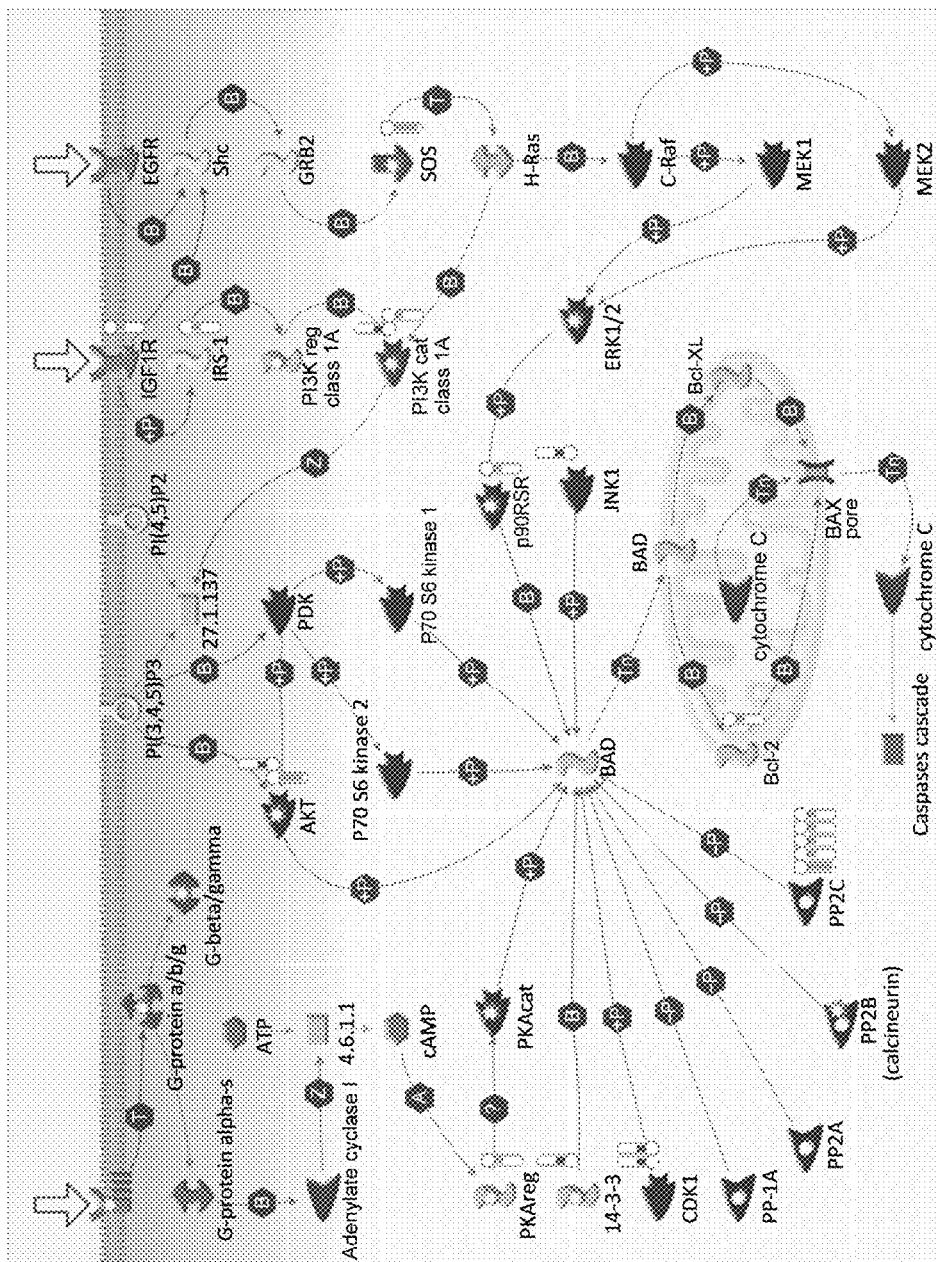 EGFR
Shc
GRB2
SOS
H-Ras
C-Raf
MEK1
MEK2
IGF1R
IRS-1
PI3K reg
class 1A
PI3K cat
class 1A
ERK1/2
PI(4,5)P2
PI(3,4,5)P3
2.7.1.137
PDK
P70 S6 kinase 1
P70 S6 kinase 2
AKT
p90RSR
JNK1
BAD
BAD
Bcl-XL
Bcl-2
cytochrome C
BAX
pore
cytochrome C
Caspases cascade
G-protein a/b/g
G-beta/gamma
G-protein alpha-s
ATP
4.6.1.1
Adenylate cyclase I
cAMP
PKAcat
PKAreg
14-3-3
CDK1
PP-1A
PP2A
PP2B
(calcineurin)
PP2C
B
B
B
B
T
B
+P
+P
+P
+P
B
B
B
+P
Z
+P
B
+P
+P
+P
B
B
+P
+P
+P
+P
B
B
B
B
T
B
Z
A
+P
B
+P